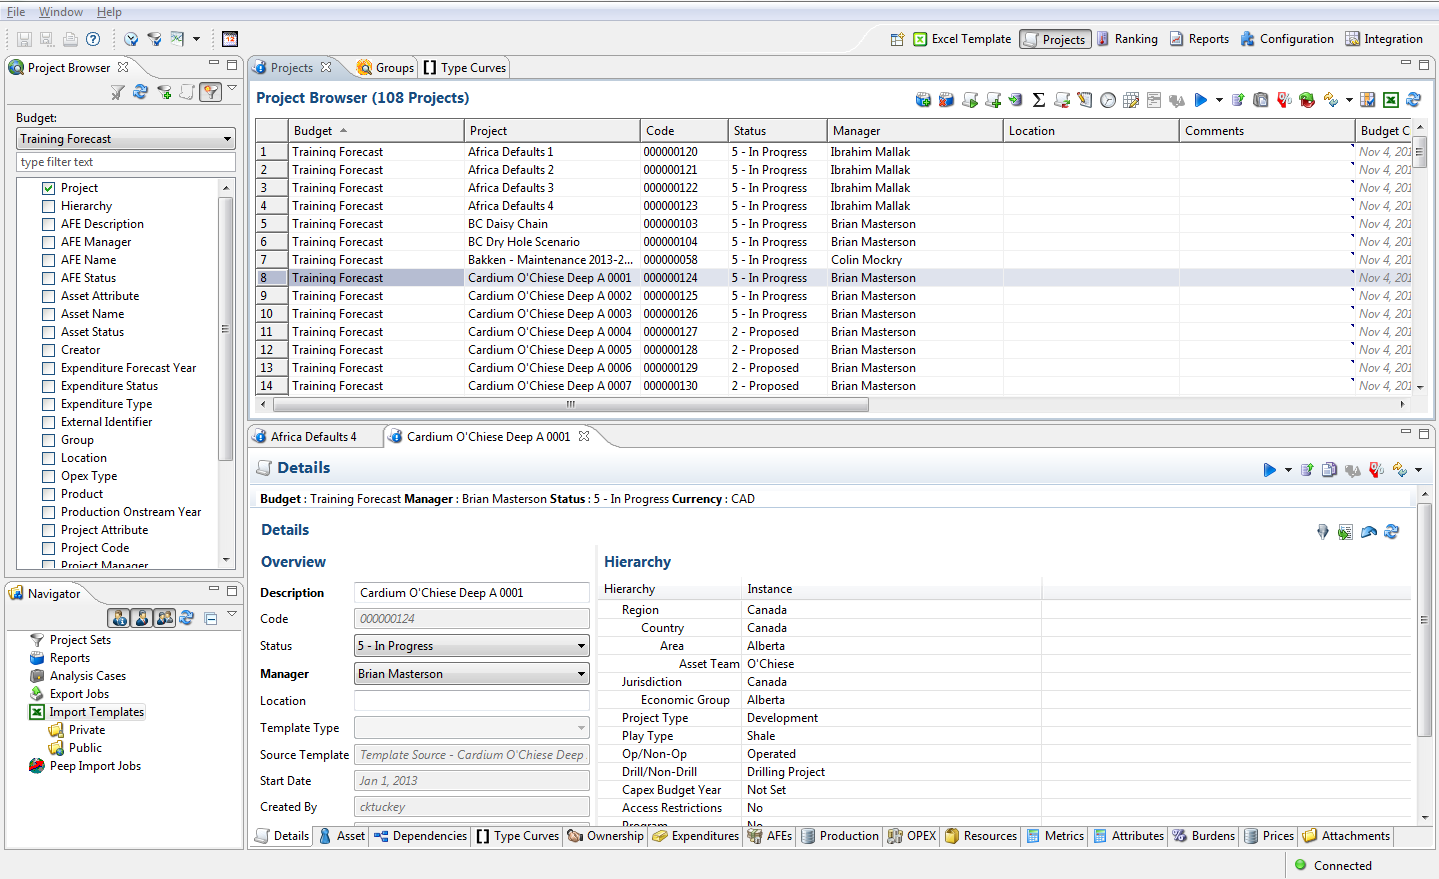 File Window Help
12
Excel Template Projects Ranking Reports Configuration Integration
Project Browser
Budget:
Training Forecast
type filter text
Project
Hierarchy
AFE Description
AFE Manager
AFE Name
AFE Status
Asset Attribute
Asset Name
Asset Status
Creator
Expenditure Forecast Year
Expenditure Status
Expenditure Type
External Identifier
Group
Location
Opex Type
Product
Production Onstream Year
Project Attribute
Project Code
Project Manager
Navigator
Project Sets
Reports
Analysis Cases
Export Jobs
Import Templates
Private
Public
Peep Import Jobs
Projects Groups Type Curves
Project Browser (108 Projects)
Budget Project Code Status Manager Location Comments Budget C
1 Training Forecast Africa Defaults 1 000000120 5 - In Progress Ibrahim Mallak Nov 4, 201
2 Training Forecast Africa Defaults 2 000000121 5 - In Progress Ibrahim Mallak Nov 4, 201
3 Training Forecast Africa Defaults 3 000000122 5 - In Progress Ibrahim Mallak Nov 4, 201
4 Training Forecast Africa Defaults 4 000000123 5 - In Progress Ibrahim Mallak Nov 4, 201
5 Training Forecast BC Daisy Chain 000000103 5 - In Progress Brian Masterson Nov 4, 201
6 Training Forecast BC Dry Hole Scenario 000000104 5 - In Progress Brian Masterson Nov 4, 201
7 Training Forecast Bakken - Maintenance 2013-2... 000000058 5 - In Progress Colin Mockry Nov 4, 201
8 Training Forecast Cardium O'Chiese Deep A 0001 000000124 5 - In Progress Brian Masterson Nov 4, 201
9 Training Forecast Cardium O'Chiese Deep A 0002 000000125 5 - In Progress Brian Masterson Nov 4, 201
10 Training Forecast Cardium O'Chiese Deep A 0003 000000126 5 - In Progress Brian Masterson Nov 4, 201
11 Training Forecast Cardium O'Chiese Deep A 0004 000000127 2 - Proposed Brian Masterson Nov 4, 201
12 Training Forecast Cardium O'Chiese Deep A 0005 000000128 2 - Proposed Brian Masterson Nov 4, 201
13 Training Forecast Cardium O'Chiese Deep A 0006 000000129 2 - Proposed Brian Masterson Nov 4, 201
14 Training Forecast Cardium O'Chiese Deep A 0007 000000130 2 - Proposed Brian Masterson Nov 4, 201
Africa Defaults 4 Cardium O'Chiese Deep A 0001
Details
Budget : Training Forecast Manager : Brian Masterson Status : 5 - In Progress Currency : CAD
Details
Overview
Description Cardium O'Chiese Deep A 0001
Code 000000124
Status 5 - In Progress
Manager Brian Masterson
Location
Template Type
Source Template Template Source - Cardium O'Chiese Deep
Start Date Jan 1, 2013
Created By cktuckey
Hierarchy
Hierarchy Instance
Region Canada
Country Canada
Area Alberta
Asset Team O'Chiese
Jurisdiction Canada
Economic Group Alberta
Project Type Development
Play Type Shale
Op/Non-Op Operated
Drill/Non-Drill Drilling Project
Capex Budget Year Not Set
Access Restrictions No
Program No
Details Asset Dependencies Type Curves Ownership Expenditures AFEs Production OPEX Resources Metrics Attributes Burdens Prices Attachments
Connected